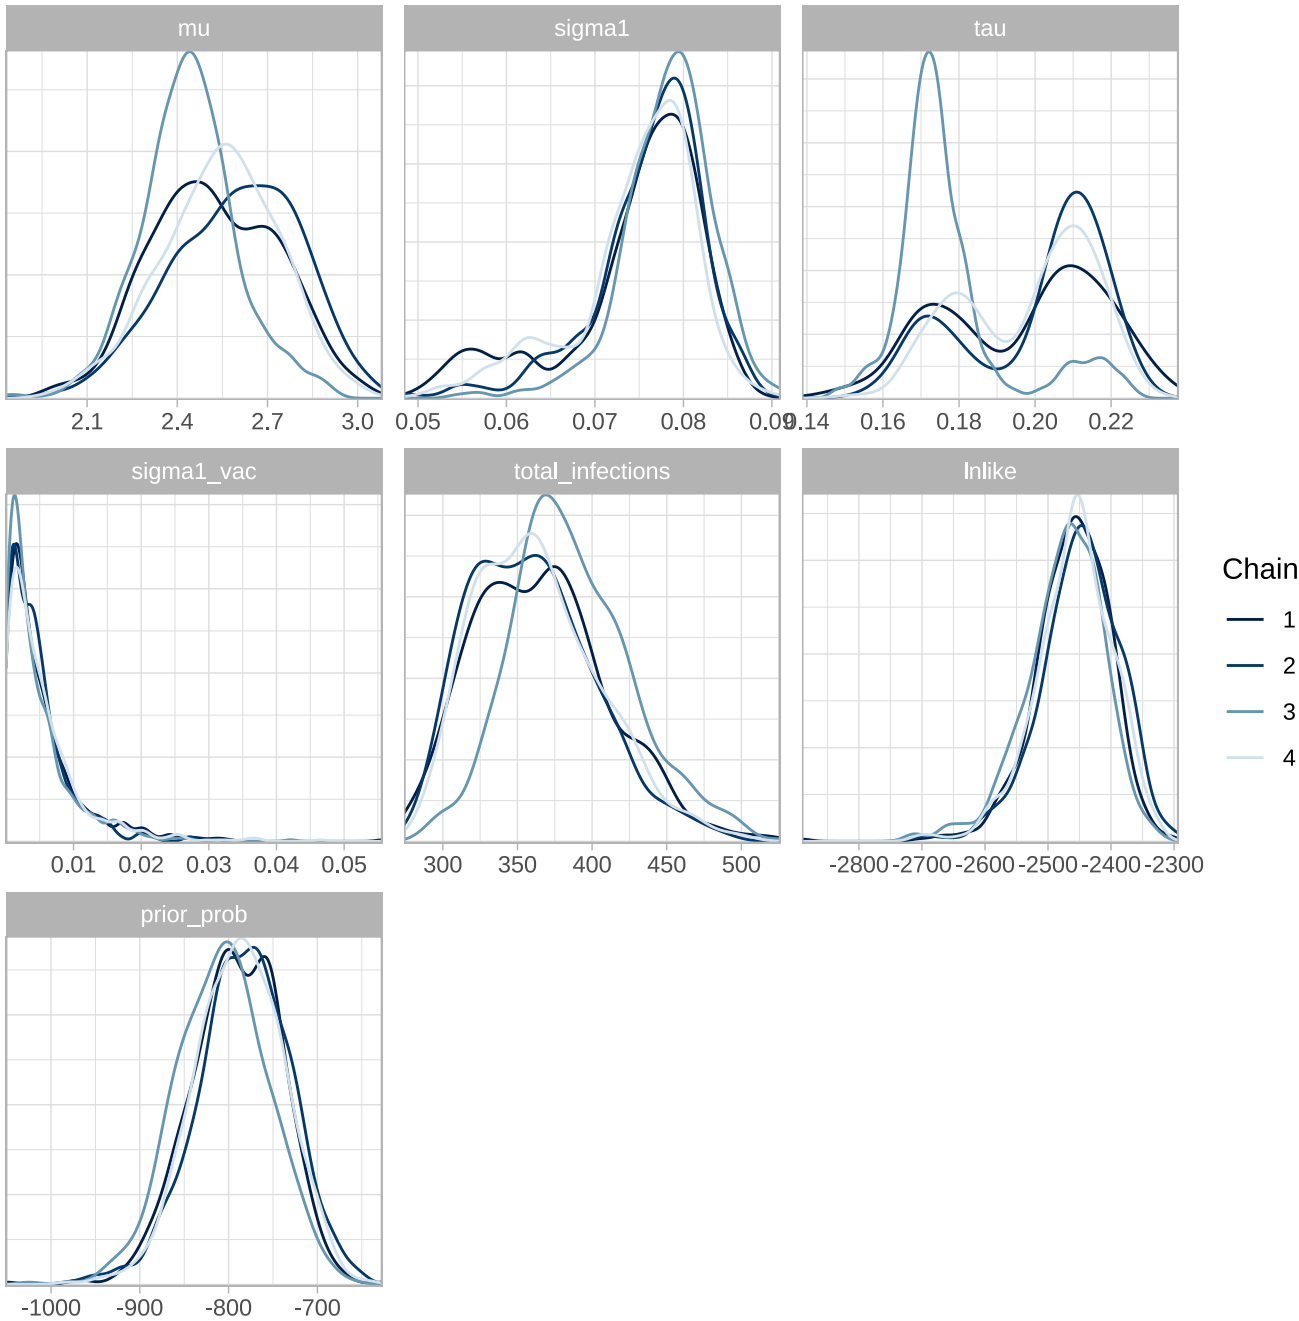 mu
sigma1
tau
2.1 2.4 2.7 3.0
0.05 0.06 0.07 0.08 0.09
0.14 0.16 0.18 0.20 0.22
sigma1_vac
total_infections
lnlike
0.01 0.02 0.03 0.04 0.05
300 350 400 450 500
-2800 -2700 -2600 -2500 -2400 -2300
Chain
1
2
3
4
prior_prob
-1000 -900 -800 -700